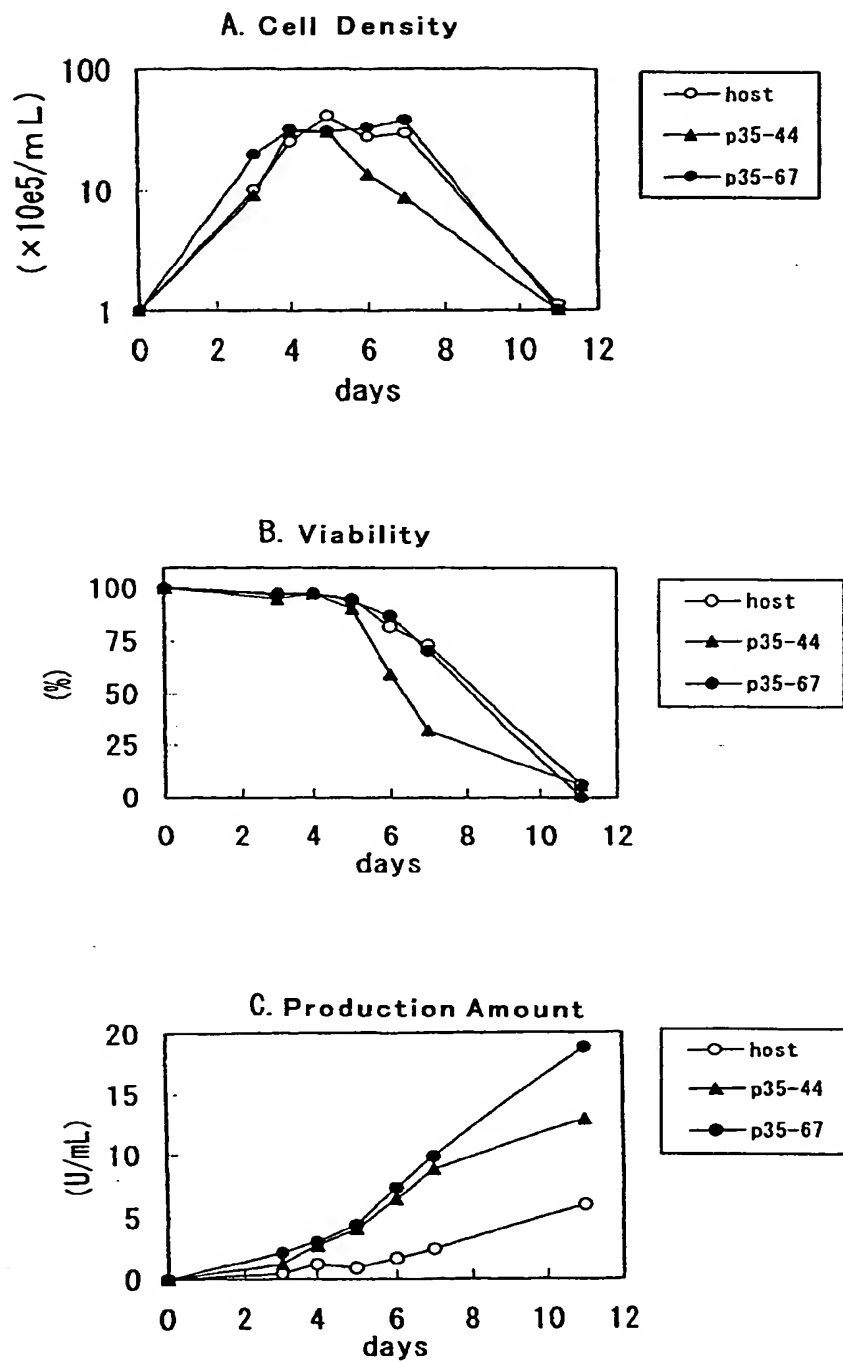 A. Cell Density
100
10
1
(×10e5/mL)
0 2 4 6 8 10 12
days
host
p35-44
p35-67
B. Viability
100
75
50
25
0
(%)
0 2 4 6 8 10 12
days
host
p35-44
p35-67
C. Production Amount
20
15
10
5
0
(U/mL)
0 2 4 6 8 10 12
days
host
p35-44
p35-67